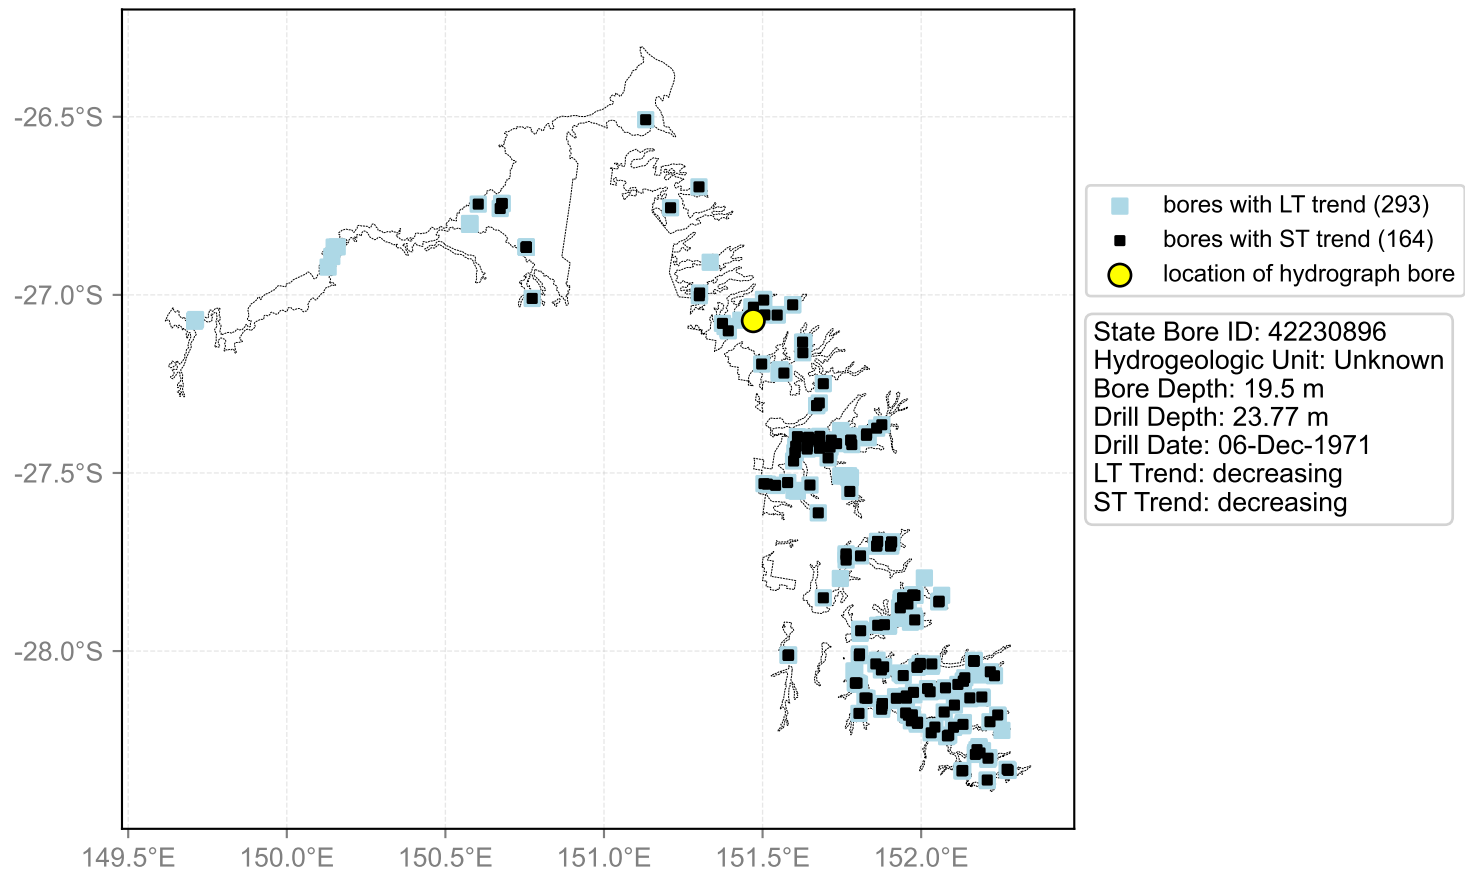 -26.5°S
-27.0°S
-27.5°S
-28.0°S
149.5°E
150.0°E
150.5°E
151.0°E
151.5°E
152.0°E
bores with LT trend (293)
bores with ST trend (164)
location of hydrograph bore
State Bore ID: 42230896
Hydrogeologic Unit: Unknown
Bore Depth: 19.5 m
Drill Depth: 23.77 m
Drill Date: 06-Dec-1971
LT Trend: decreasing
ST Trend: decreasing